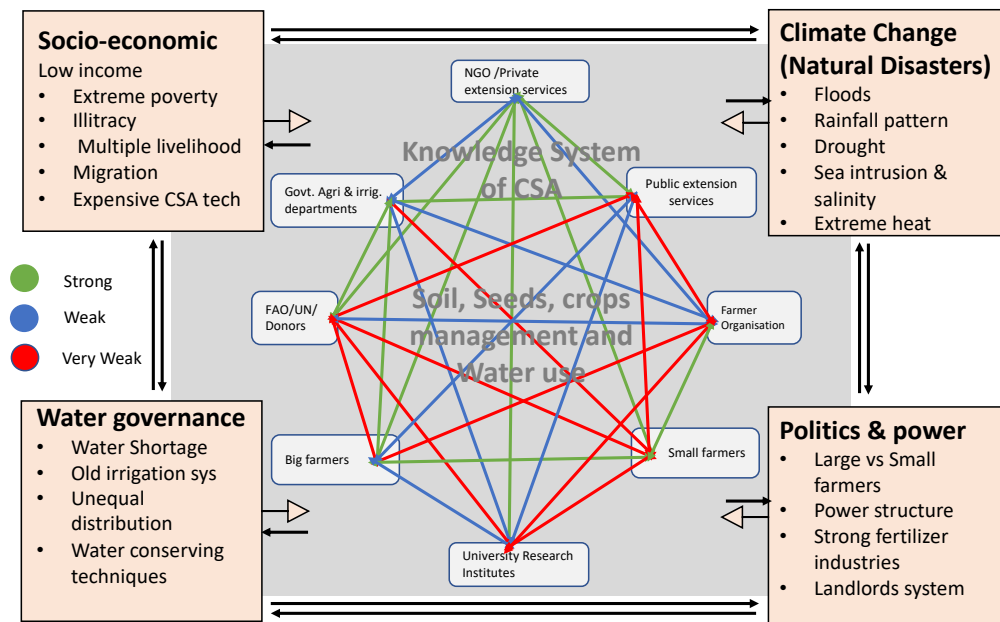 Socio-economic
Low income
• Extreme poverty
• Illitracy
• Multiple livelihood
• Migration
• Expensive CSA tech
Climate Change
(Natural Disasters)
• Floods
• Rainfall pattern
• Drought
• Sea intrusion &
salinity
• Extreme heat
NGO /Private
extension services
Knowledge System
of CSA
Govt. Agri & irrig.
departments
Public extension
services
Strong
Weak
Very Weak
FAO/UN/
Donors
Soil, Seeds, crops
management and
Water use
Farmer
Organisation
Water governance
• Water Shortage
• Old irrigation sys
• Unequal
distribution
• Water conserving
techniques
Big farmers
Small farmers
University Research
Institutes
Politics & power
• Large vs Small
farmers
• Power structure
• Strong fertilizer
industries
• Landlords system